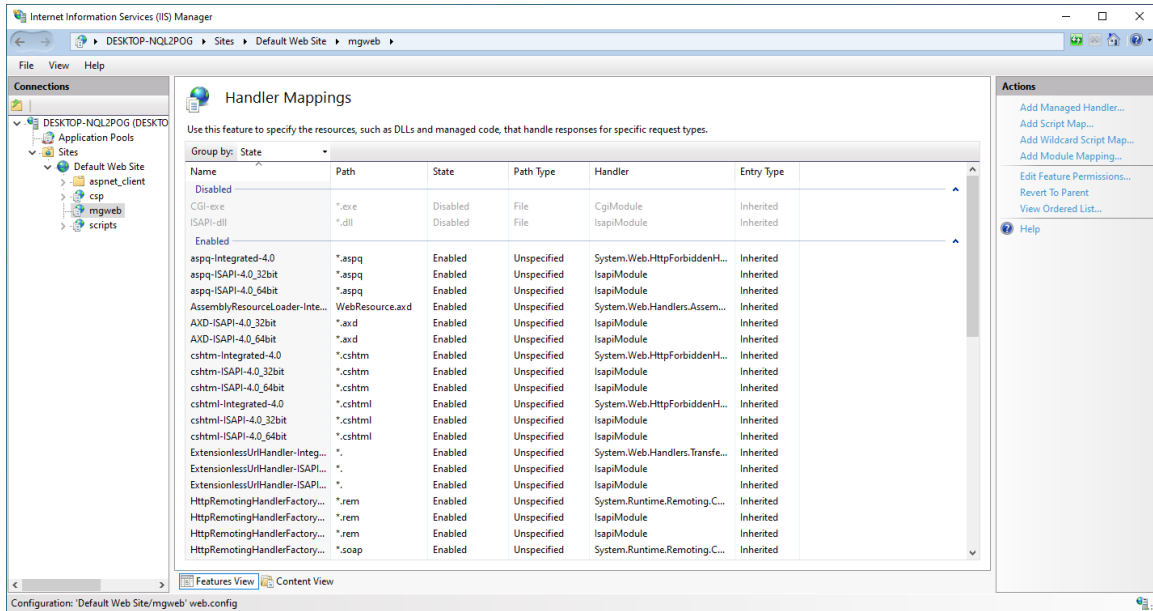 Internet Information Services (IIS) Manager
DESKTOP-NQL2POG Sites Default Web Site mgweb
File View Help
Connections
DESKTOP-NQL2POG (DESKTO
Application Pools
Sites
Default Web Site
aspnet_client
csp
mgweb
scripts
Handler Mappings
Use this feature to specify the resources, such as DLLs and managed code, that handle responses for specific request types.
Group by: State
Name Path State Path Type Handler Entry Type
Disabled
CGI-exe *.exe Disabled File CgiModule Inherited
ISAPI-dll *.dll Disabled File IsapiModule Inherited
Enabled
aspq-Integrated-4.0 *.aspq Enabled Unspecified System.Web.HttpForbiddenH... Inherited
aspq-ISAPI-4.0_32bit *.aspq Enabled Unspecified IsapiModule Inherited
aspq-ISAPI-4.0_64bit *.aspq Enabled Unspecified IsapiModule Inherited
AssemblyResourceLoader-Inte... WebResource.axd Enabled Unspecified System.Web.Handlers.Assem... Inherited
AXD-ISAPI-4.0_32bit *.axd Enabled Unspecified IsapiModule Inherited
AXD-ISAPI-4.0_64bit *.axd Enabled Unspecified IsapiModule Inherited
cshtm-Integrated-4.0 *.cshtm Enabled Unspecified System.Web.HttpForbiddenH... Inherited
cshtm-ISAPI-4.0_32bit *.cshtm Enabled Unspecified IsapiModule Inherited
cshtm-ISAPI-4.0_64bit *.cshtm Enabled Unspecified IsapiModule Inherited
cshtml-Integrated-4.0 *.cshtml Enabled Unspecified System.Web.HttpForbiddenH... Inherited
cshtml-ISAPI-4.0_32bit *.cshtml Enabled Unspecified IsapiModule Inherited
cshtml-ISAPI-4.0_64bit *.cshtml Enabled Unspecified IsapiModule Inherited
ExtensionlessUrlHandler-Integ... *. Enabled Unspecified System.Web.Handlers.Transfe... Inherited
ExtensionlessUrlHandler-ISAPI... *. Enabled Unspecified IsapiModule Inherited
ExtensionlessUrlHandler-ISAPI... *. Enabled Unspecified IsapiModule Inherited
HttpRemotingHandlerFactory... *.rem Enabled Unspecified System.Runtime.Remoting.C... Inherited
HttpRemotingHandlerFactory... *.rem Enabled Unspecified IsapiModule Inherited
HttpRemotingHandlerFactory... *.rem Enabled Unspecified IsapiModule Inherited
HttpRemotingHandlerFactory... *.soap Enabled Unspecified System.Runtime.Remoting.C... Inherited
Features View Content View
Actions
Add Managed Handler...
Add Script Map...
Add Wildcard Script Map...
Add Module Mapping...
Edit Feature Permissions...
Revert To Parent
View Ordered List...
Help
Configuration: 'Default Web Site/mgweb' web.config